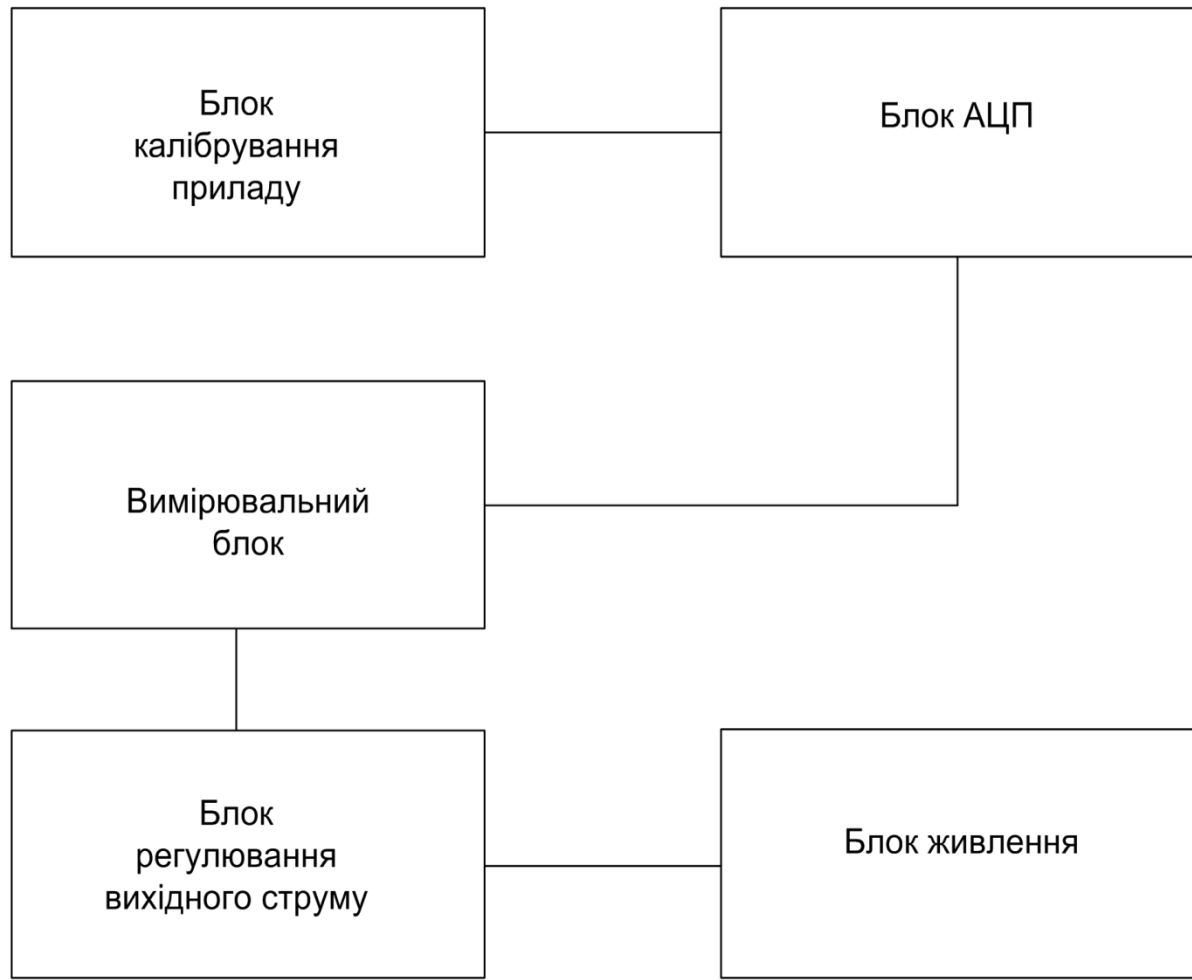 Блок
калібрування
приладу
Блок АЦП
Вимірювальний
блок
Блок
регулювання
вихідного струму
Блок живлення